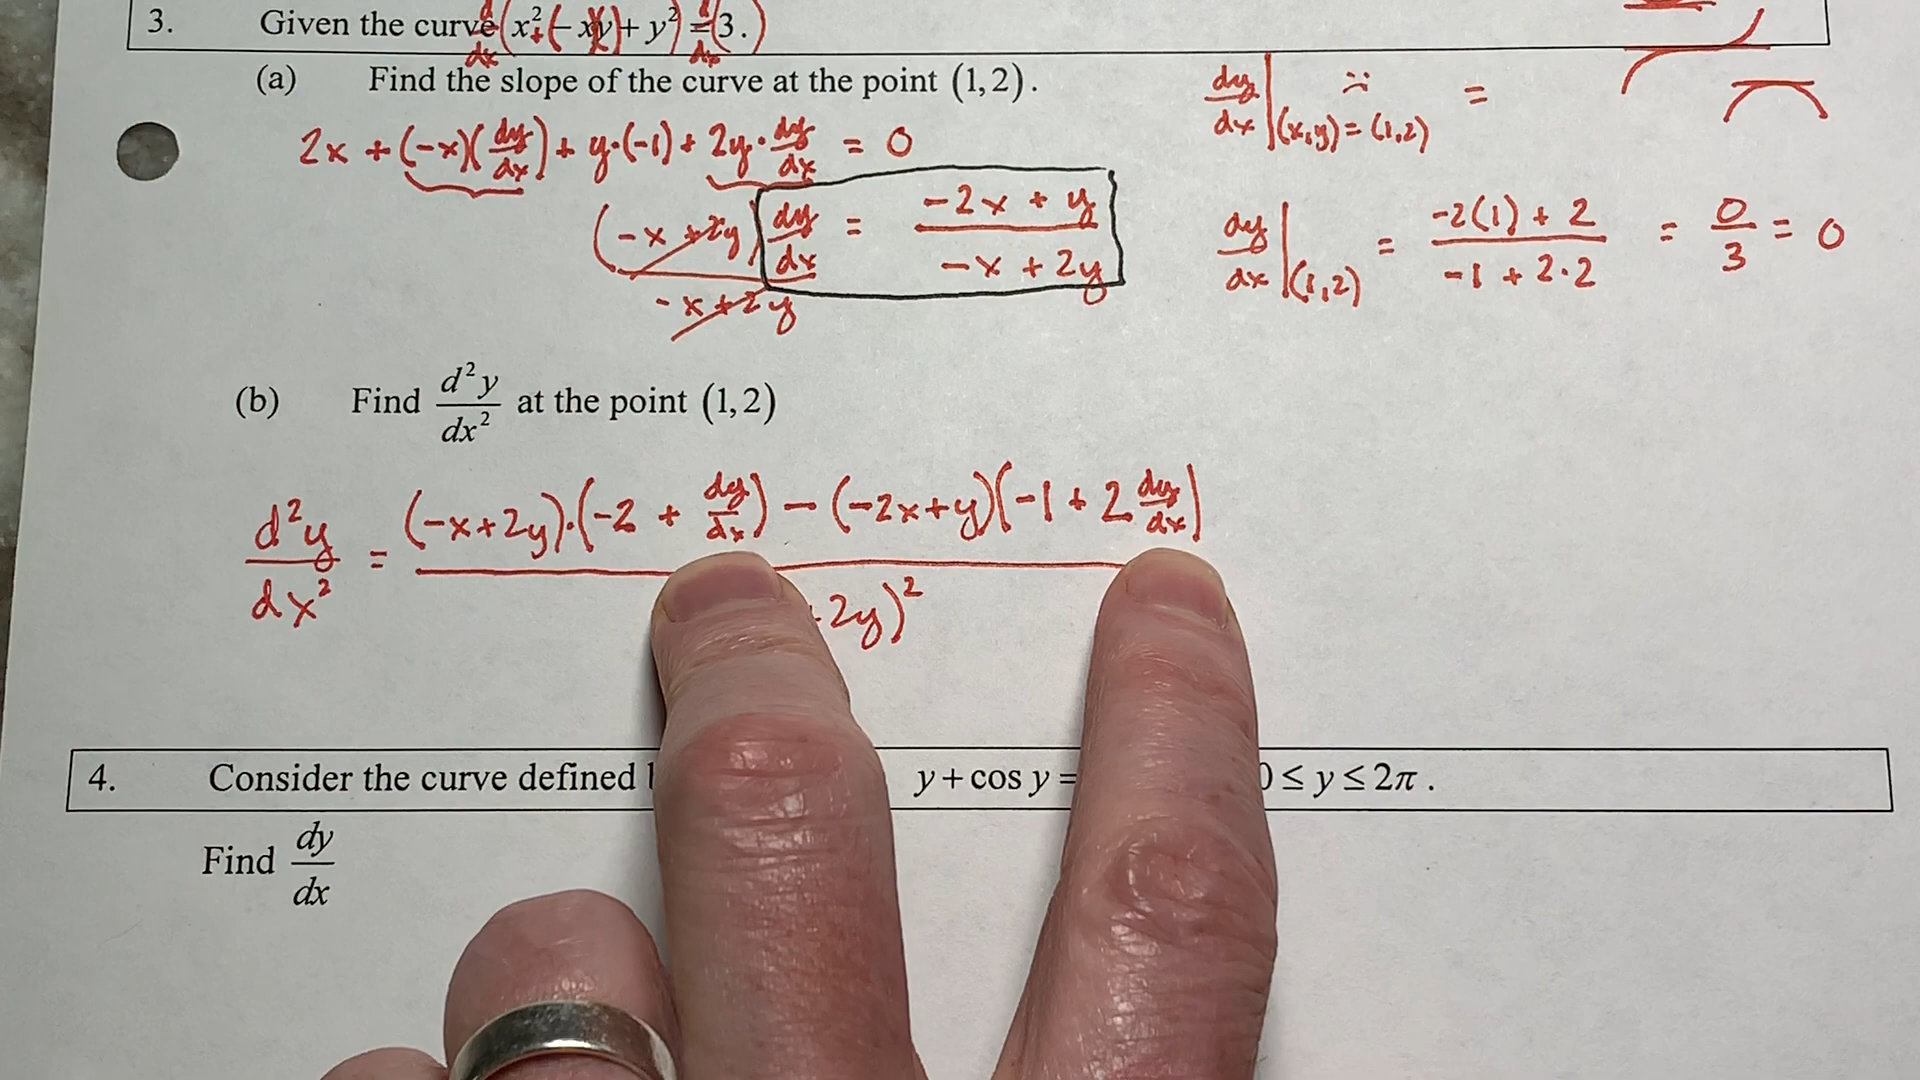 3. Given the curve d/dx (x² + (-xy) + y²) = d/dx (3.)
(a) Find the slope of the curve at the point (1,2).
dy/dx |(x,y)=(1,2) =
2x + (-x)(dy/dx) + y·(-1) + 2y·dy/dx = 0
(-x+2y) dy/dx / -x+2y = -2x + y / -x + 2y
dy/dx |(1,2) = -2(1) + 2 / -1 + 2·2 = 0/3 = 0
(b) Find d²y/dx² at the point (1,2)
d²y/dx² = (-x+2y)·(-2 + dy/dx) - (-2x+y)(-1 + 2 dy/dx) / 2y)²
4. Consider the curve defined y + cos y = 0 ≤ y ≤ 2π.
Find dy/dx